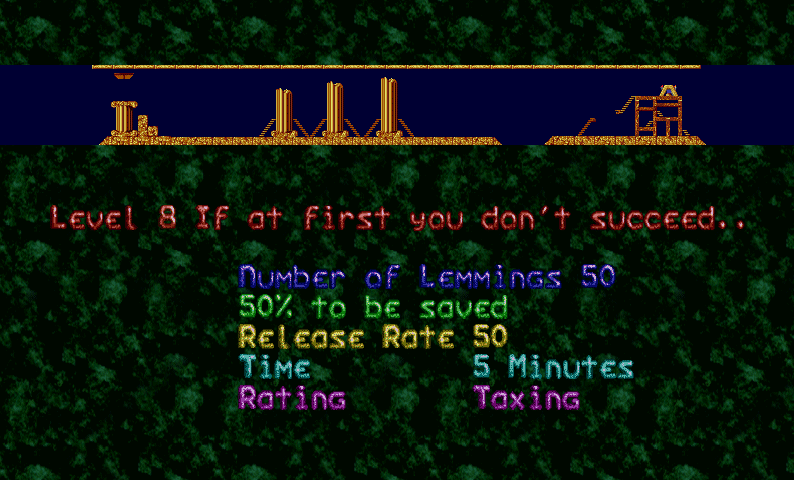 Level 8 If at first you don't succeed..
Number of Lemmings 50
50% to be saved
Release Rate 50
Time 5 Minutes
Rating Taxing